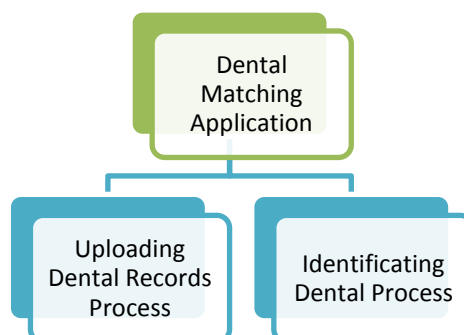 Dental
Matching
Application
Uploading
Dental Records
Process
Identificating
Dental Process